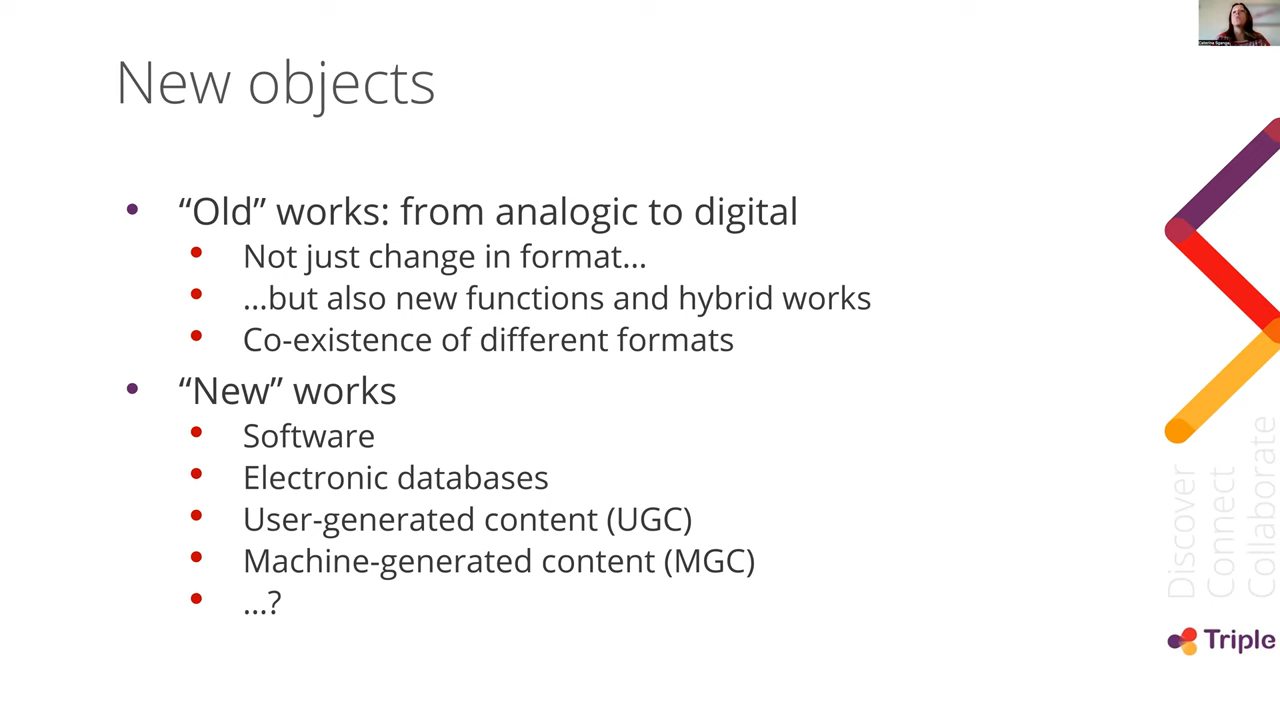 New objects
• “Old” works: from analogic to digital
• Not just change in format…
• …but also new functions and hybrid works
• Co-existence of different formats
• “New” works
• Software
• Electronic databases
• User-generated content (UGC)
• Machine-generated content (MGC)
• …?
Discover
Connect
Collaborate
Triple